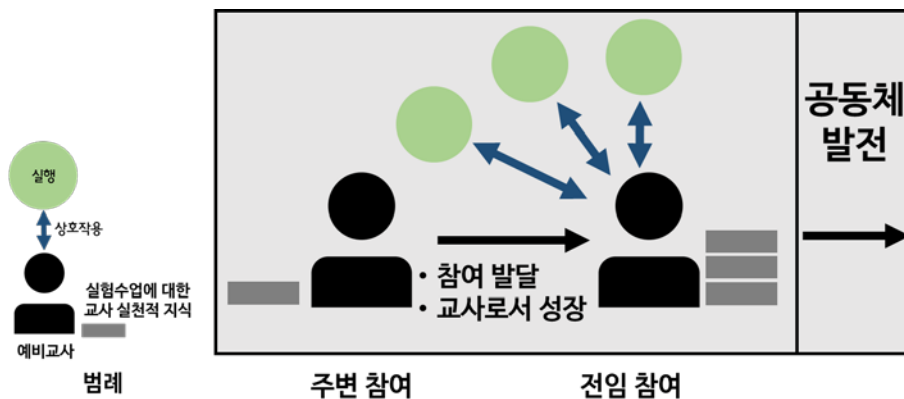 실행
상호작용
실험수업에 대한
교사 실천적 지식
예비교사
범례
· 참여 발달
· 교사로서 성장
주변 참여
전임 참여
공동체
발전